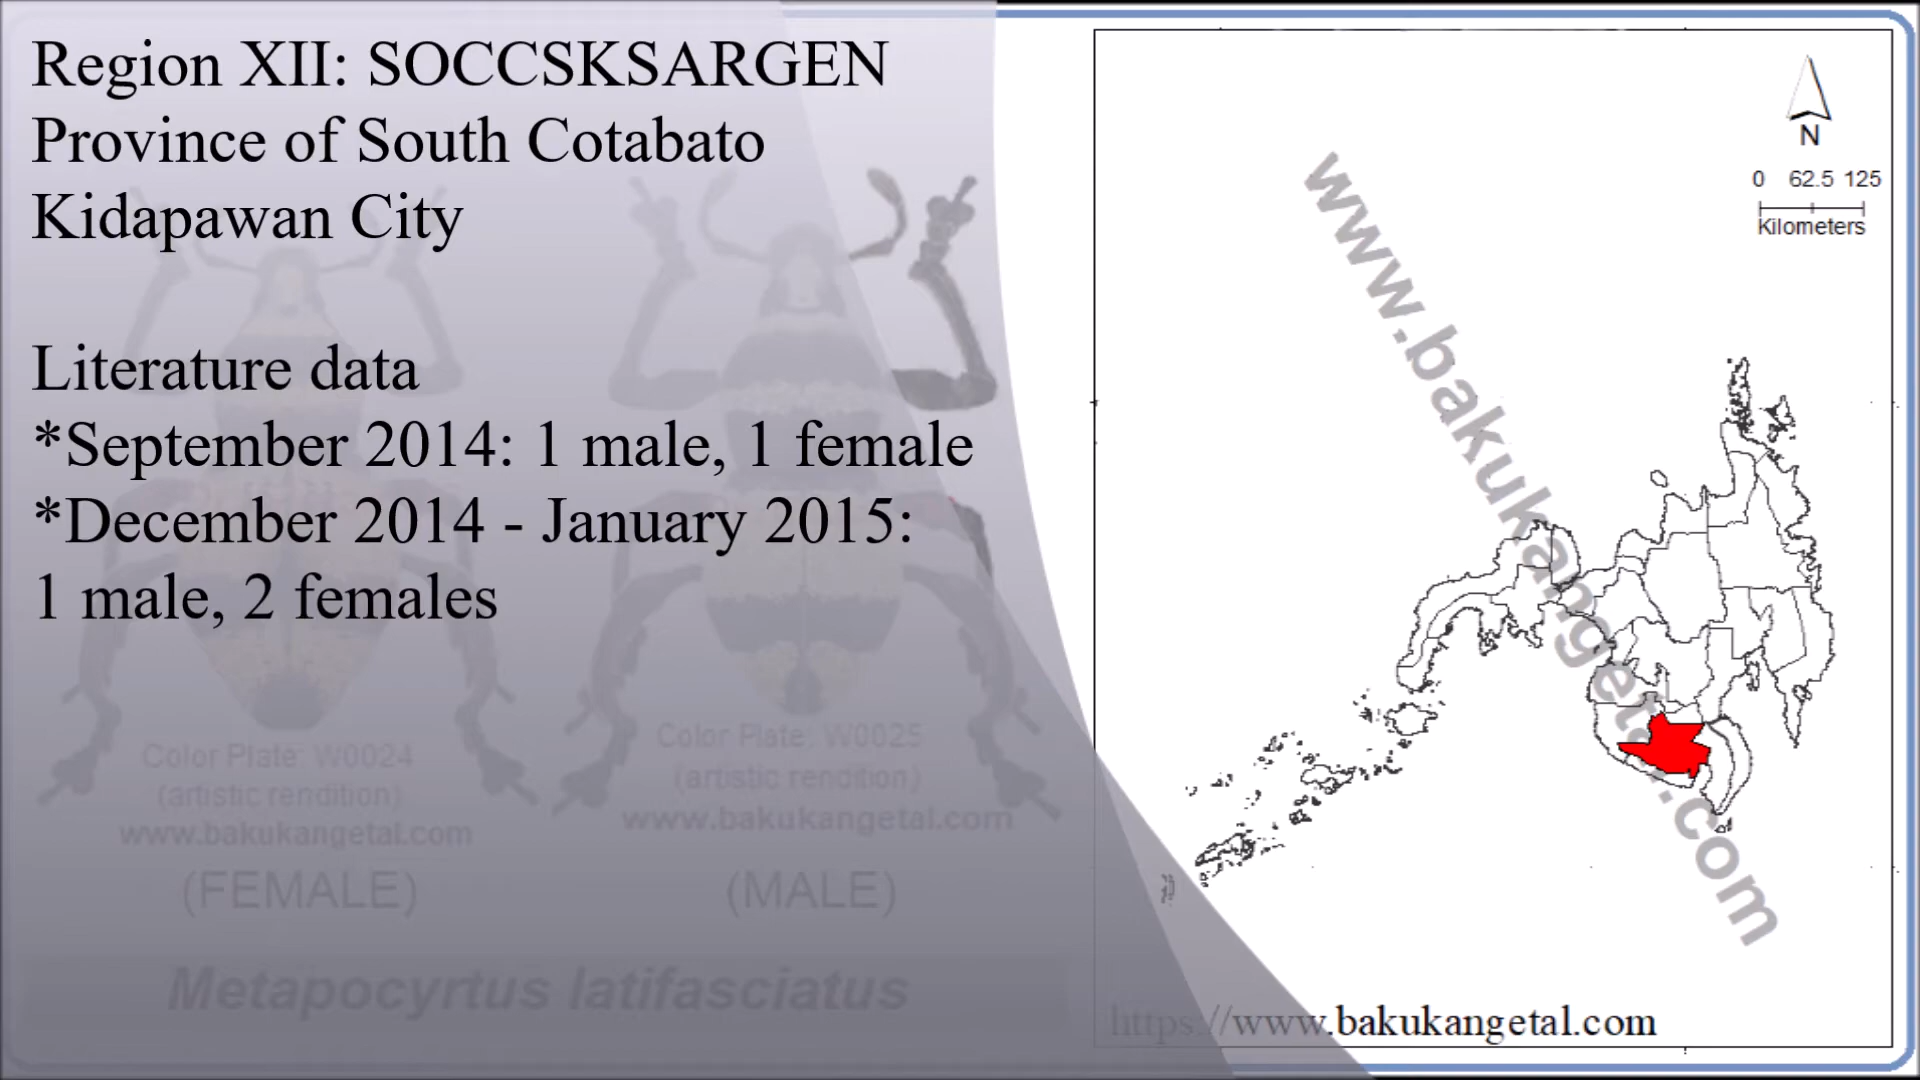 Region XII: SOCCSKSARGEN
Province of South Cotabato
Kidapawan City
Literature data
*September 2014: 1 male, 1 female
*December 2014 - January 2015:
1 male, 2 females
Color Plate: W0024
(artistic rendition)
www.bakukangetal.com
(FEMALE)
Color Plate: W0025
(artistic rendition)
www.bakukangetal.com
(MALE)
Metapocyrtus latifasciatus
N
0 62.5 125
Kilometers
www.bakukangetal.com
https://www.bakukangetal.com